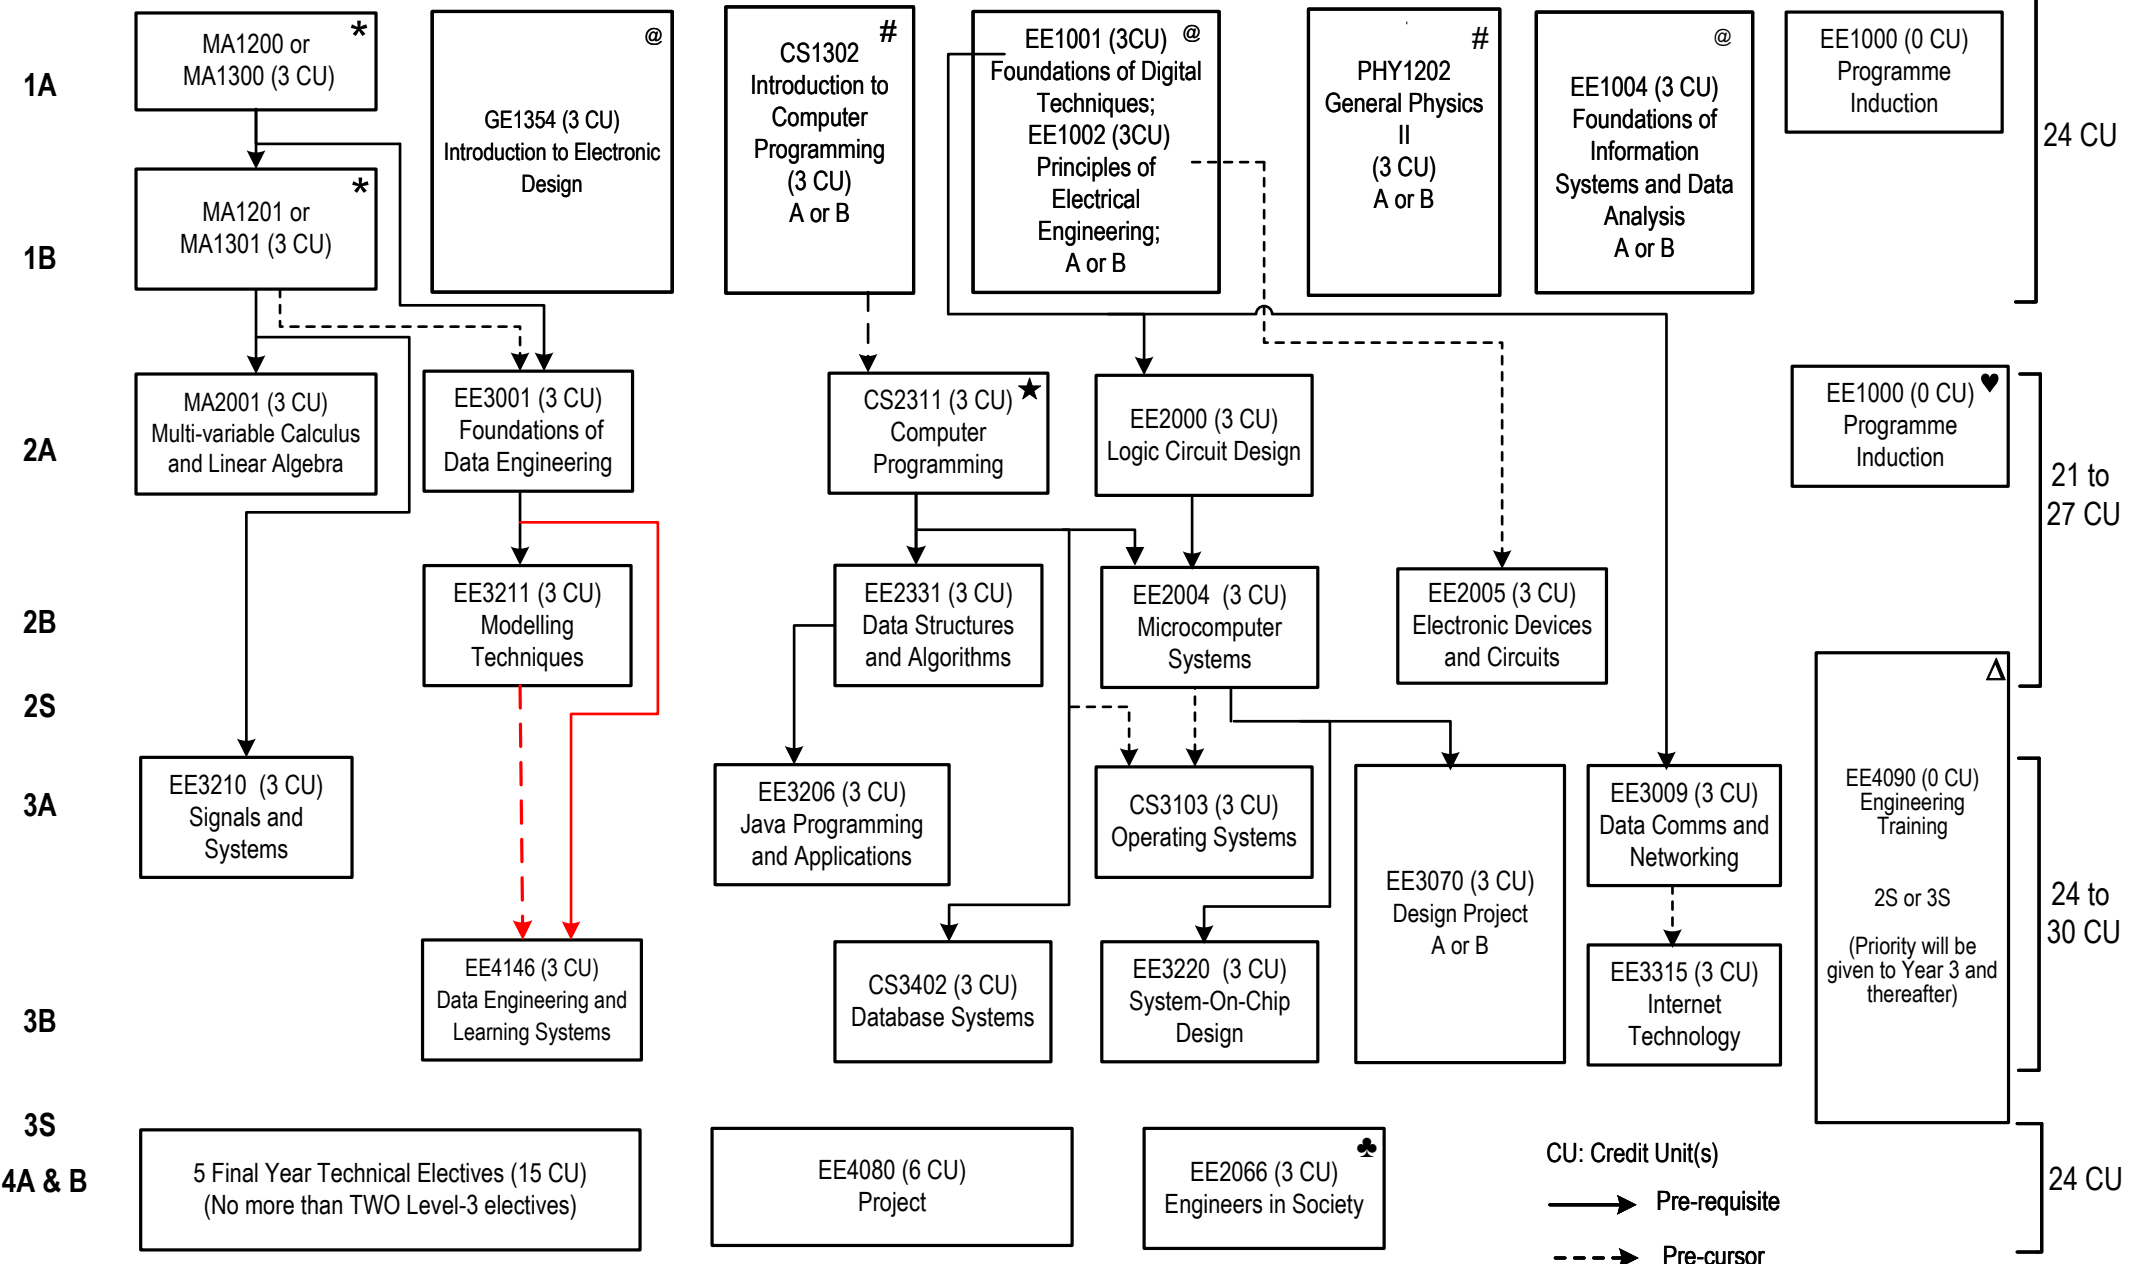 1A
MA1200 or
MA1300 (3 CU)
*
@
GE1354 (3 CU)
Introduction to Electronic
Design
#
CS1302
Introduction to
Computer
Programming
(3 CU)
A or B
EE1001 (3CU) @
Foundations of Digital
Techniques;
EE1002 (3CU)
Principles of
Electrical
Engineering;
A or B
#
PHY1202
General Physics
II
(3 CU)
A or B
@
EE1004 (3 CU)
Foundations of
Information
Systems and Data
Analysis
A or B
EE1000 (0 CU)
Programme
Induction
24 CU
1B
MA1201 or
MA1301 (3 CU)
*
2A
MA2001 (3 CU)
Multi-variable Calculus
and Linear Algebra
EE3001 (3 CU)
Foundations of
Data Engineering
CS2311 (3 CU) ★
Computer
Programming
EE2000 (3 CU)
Logic Circuit Design
EE1000 (0 CU) ♥
Programme
Induction
21 to
27 CU
2B
EE3211 (3 CU)
Modelling
Techniques
EE2331 (3 CU)
Data Structures
and Algorithms
EE2004 (3 CU)
Microcomputer
Systems
EE2005 (3 CU)
Electronic Devices
and Circuits
2S
Δ
EE4090 (0 CU)
Engineering
Training
2S or 3S
(Priority will be
given to Year 3 and
thereafter)
3A
EE3210 (3 CU)
Signals and
Systems
EE3206 (3 CU)
Java Programming
and Applications
CS3103 (3 CU)
Operating Systems
EE3070 (3 CU)
Design Project
A or B
EE3009 (3 CU)
Data Comms and
Networking
24 to
30 CU
3B
EE4146 (3 CU)
Data Engineering and
Learning Systems
CS3402 (3 CU)
Database Systems
EE3220 (3 CU)
System-On-Chip
Design
EE3315 (3 CU)
Internet
Technology
3S
4A & B
5 Final Year Technical Electives (15 CU)
(No more than TWO Level-3 electives)
EE4080 (6 CU)
Project
♣
EE2066 (3 CU)
Engineers in Society
CU: Credit Unit(s)
Pre-requisite
Pre-cursor
24 CU